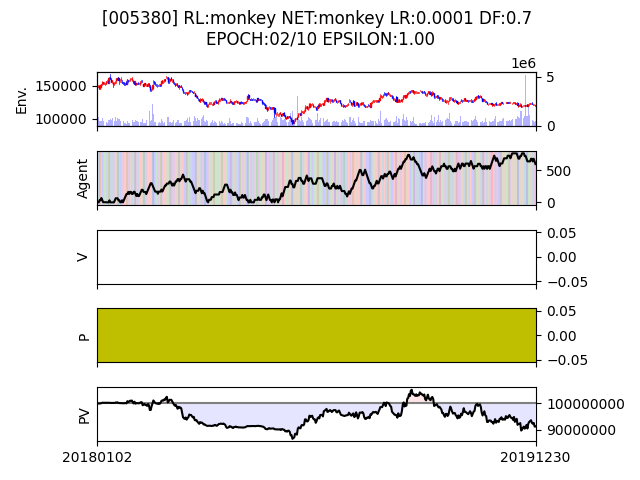 [005380] RL:monkey NET:monkey LR:0.0001 DF:0.7
EPOCH:02/10 EPSILON:1.00
1e6
Env.
150000
100000
5
0
Agent
500
0
V
0.05
0.00
−0.05
P
0.05
0.00
−0.05
PV
100000000
90000000
20180102
20191230